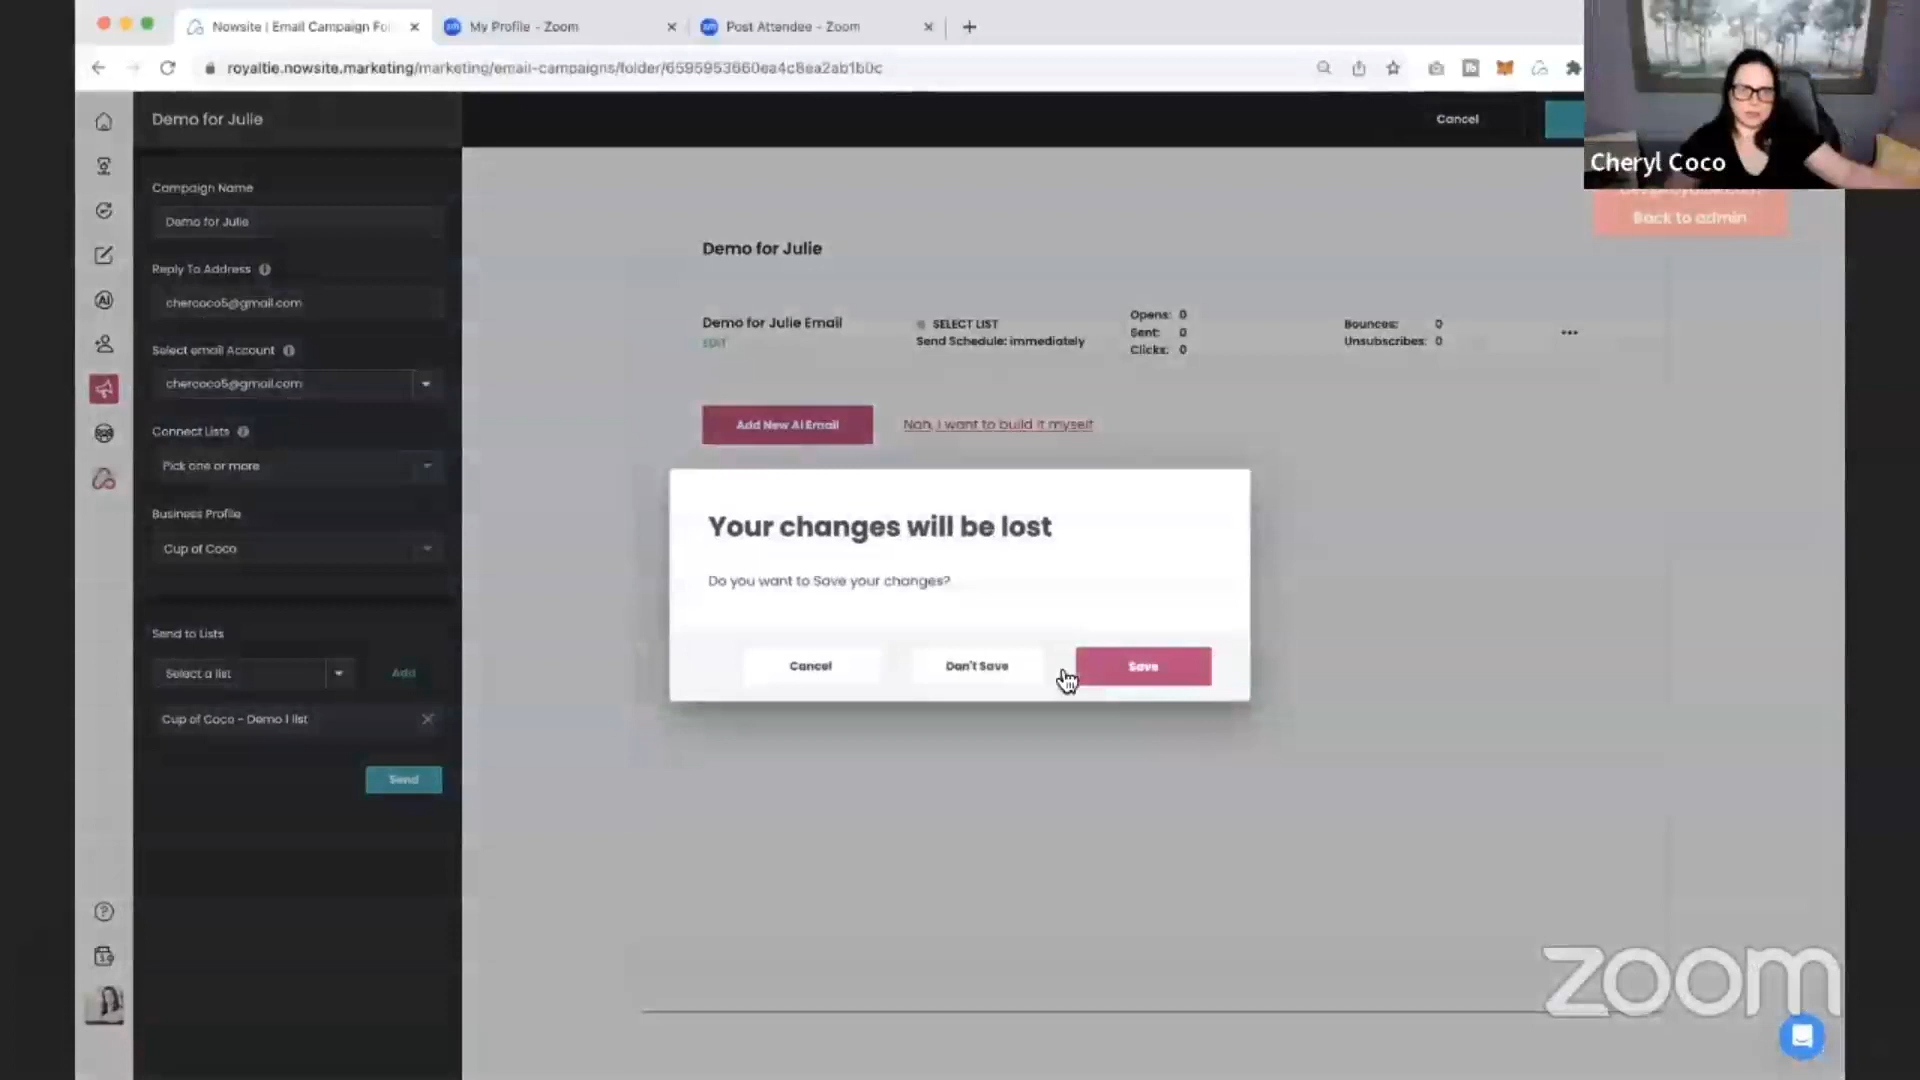 Nowsite | Email Campaign Fol
My Profile - Zoom
Post Attendee - Zoom
royaltie.nowsite.marketing/marketing/email-campaigns/folder/6595953660ea4c8ea2ab1b0c
Cheryl Coco
Demo for Julie
Cancel
Back to admin
Campaign Name
Demo for Julie
Reply To Address
chercoco5@gmail.com
Select email Account
chercoco5@gmail.com
Connect Lists
Pick one or more
Business Profile
Cup of Coco
Send to Lists
Select a list
Add
Cup of Coco - Demo 1 list
Send
Demo for Julie
Demo for Julie Email
EDIT
SELECT LIST
Send Schedule: immediately
Opens: 0
Sent: 0
Clicks: 0
Bounces: 0
Unsubscribes: 0
Add New AI Email
Nah, I want to build it myself
Your changes will be lost
Do you want to Save your changes?
Cancel
Don't Save
Save
zoom